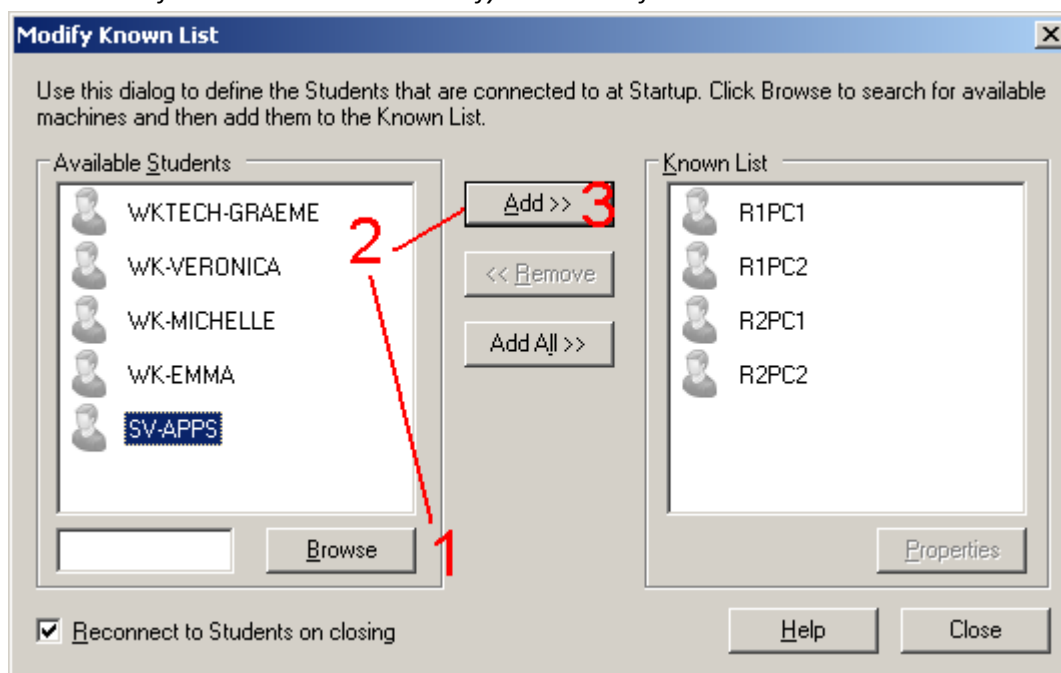 Modify Known List
Use this dialog to define the Students that are connected to at Startup. Click Browse to search for available
machines and then add them to the Known List.
Available Students
WKTECH-GRAEME
WK-VERONICA
WK-MICHELLE
WK-EMMA
SV-APPS
Browse
1
2
Add >>
3
<< Remove
Add All >>
Known List
R1PC1
R1PC2
R2PC1
R2PC2
Properties
Reconnect to Students on closing
Help
Close